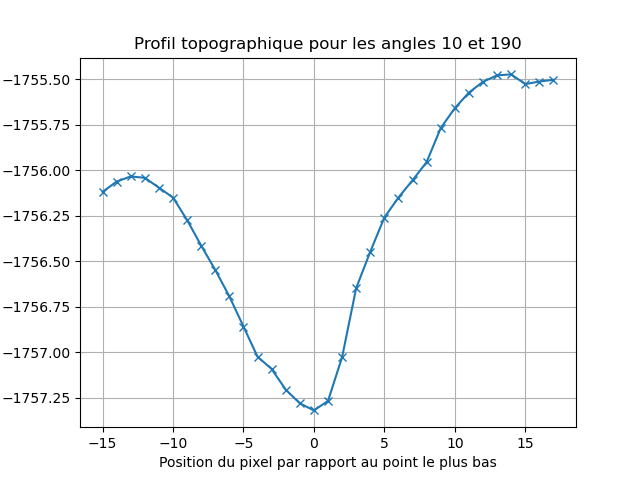 Profil topographique pour les angles 10 et 190
−1755.50
−1755.75
−1756.00
−1756.25
−1756.50
−1756.75
−1757.00
−1757.25
−15 −10 −5 0 5 10 15
Position du pixel par rapport au point le plus bas